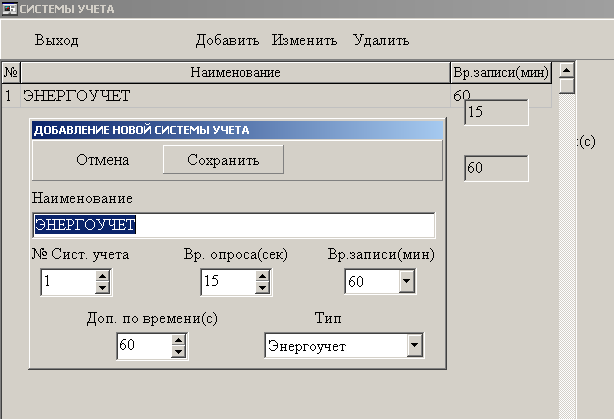 СИСТЕМЫ УЧЕТА
Выход Добавить Изменить Удалить
№ Наименование Вр.записи(мин)
1 ЭНЕРГОУЧЕТ 60
15
:(с)
60
ДОБАВЛЕНИЕ НОВОЙ СИСТЕМЫ УЧЕТА
Отмена Сохранить
Наименование
ЭНЕРГОУЧЕТ
№ Сист. учета Вр. опроса(сек) Вр.записи(мин)
1 15 60
Доп. по времени(с) Тип
60 Энергоучет